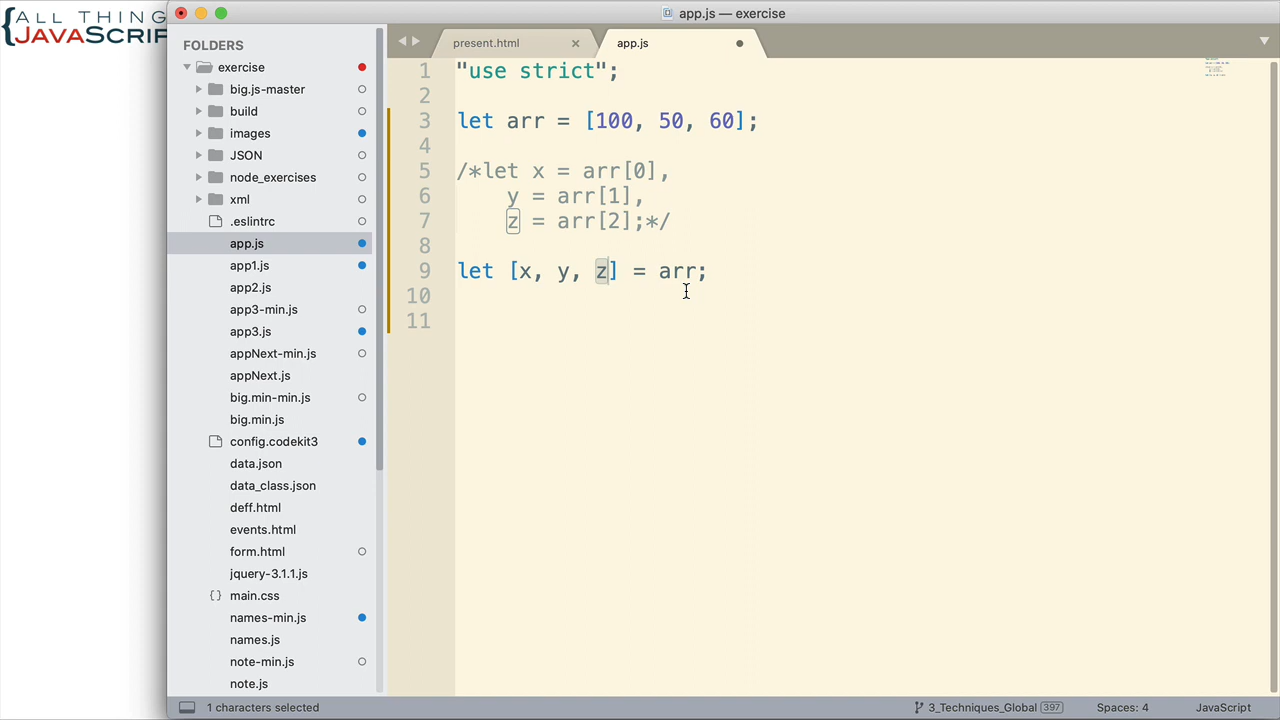 ALL THING
JAVASCRIP
app.js — exercise
FOLDERS
exercise
big.js-master
build
images
JSON
node_exercises
xml
.eslintrc
app.js
app1.js
app2.js
app3-min.js
app3.js
appNext-min.js
appNext.js
big.min-min.js
big.min.js
config.codekit3
data.json
data_class.json
deff.html
events.html
form.html
jquery-3.1.1.js
main.css
names-min.js
names.js
note-min.js
note.js
present.html
app.js
1 "use strict";
2
3 let arr = [100, 50, 60];
4
5 /*let x = arr[0],
6 y = arr[1],
7 z = arr[2];*/
8
9 let [x, y, z] = arr;
10
11
1 characters selected
3_Techniques_Global 397
Spaces: 4
JavaScript